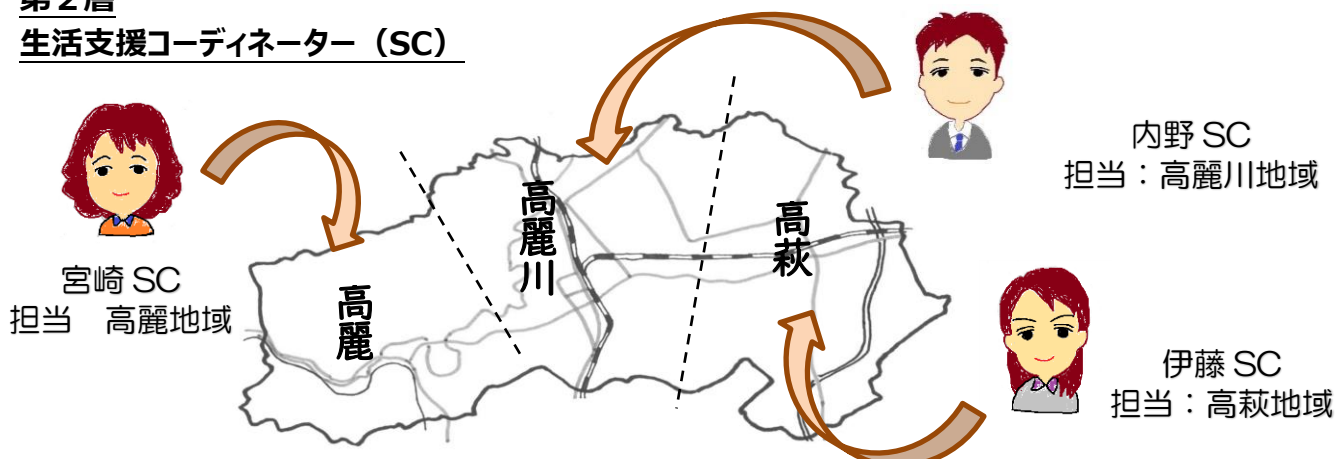 第2層
生活支援コーディネーター（SC）
内野 SC
担当：高麗川地域
宮崎 SC
担当　高麗地域
高麗
高麗川
高萩
伊藤 SC
担当：高萩地域